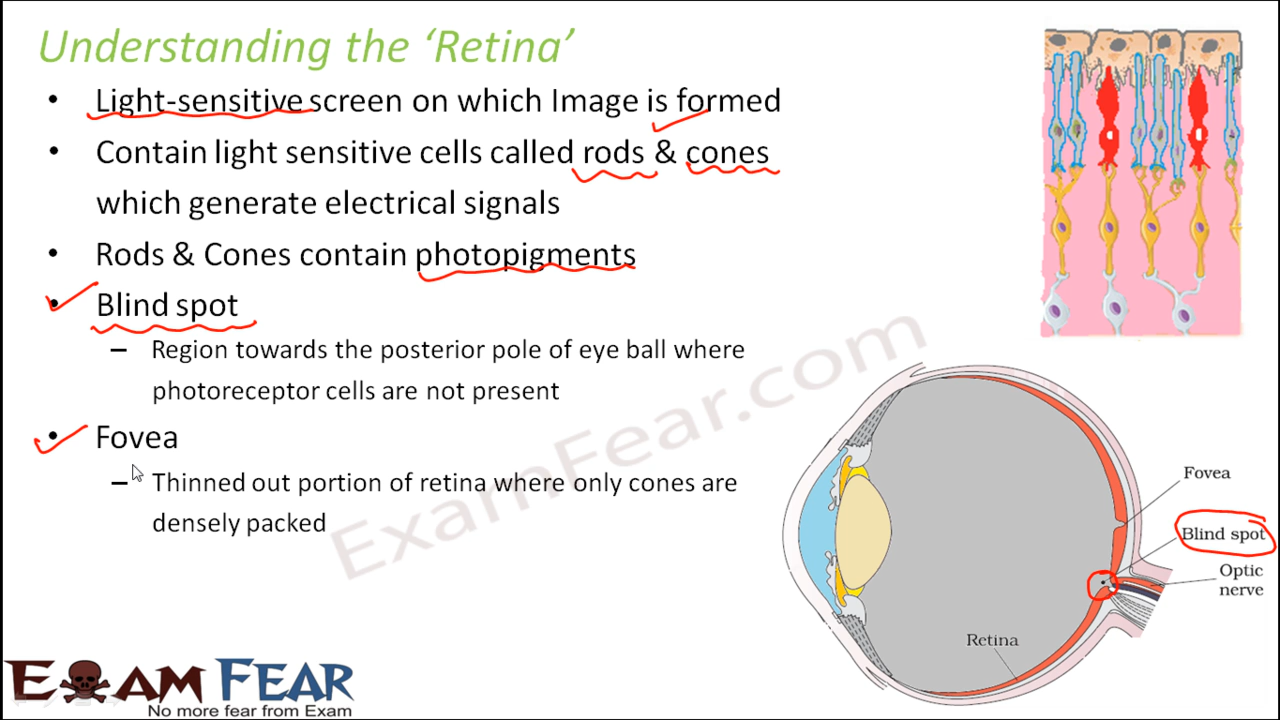 Understanding the ‘Retina’
• Light-sensitive screen on which Image is formed
• Contain light sensitive cells called rods & cones
which generate electrical signals
• Rods & Cones contain photopigments
• Blind spot
– Region towards the posterior pole of eye ball where
photoreceptor cells are not present
• Fovea
– Thinned out portion of retina where only cones are
densely packed
ExamFear.com
Fovea
Blind spot
Optic
nerve
Retina
EXAM FEAR
No more fear from Exam